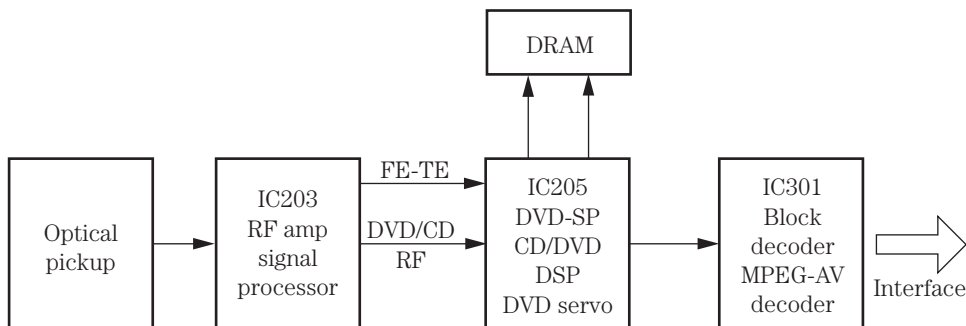 DRAM
Optical
pickup
IC203
RF amp
signal
processor
FE-TE
DVD/CD
RF
IC205
DVD-SP
CD/DVD
DSP
DVD servo
IC301
Block
decoder
MPEG-AV
decoder
Interface